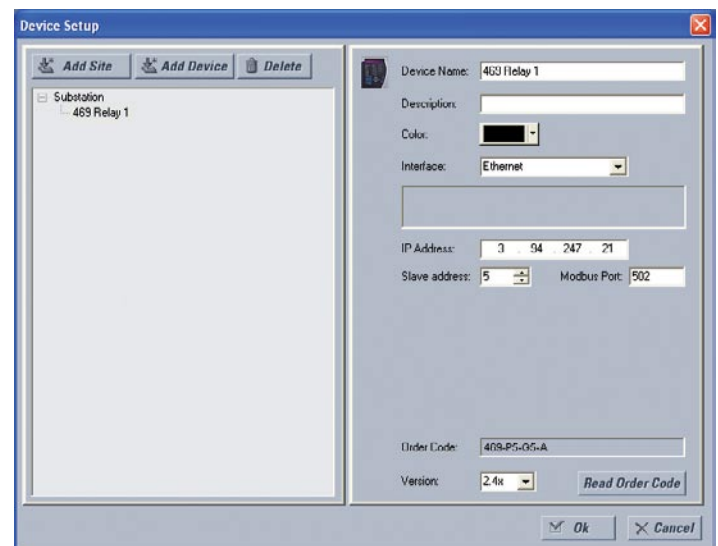 Device Setup
Add Site Add Device Delete
Substation
469 Relay 1
Device Name: 469 Relay 1
Description:
Color:
Interface: Ethernet
IP Address: 3 . 94 . 247 . 21
Slave address: 5 Modbus Port: 502
Order Code: 469-P5-G5-A
Version: 2.4x Read Order Code
Ok Cancel